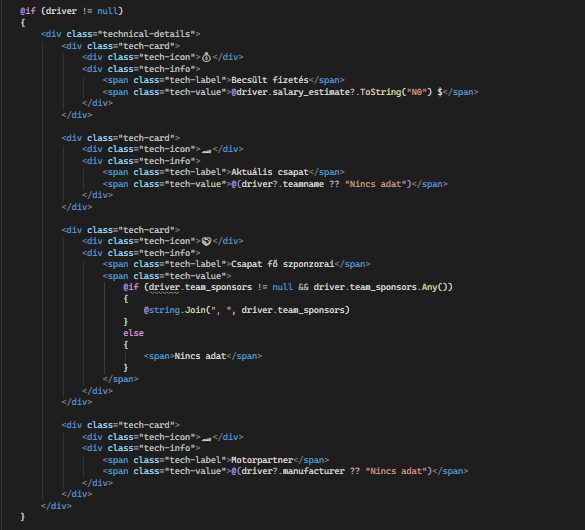 @if (driver != null)
{
    <div class="technical-details">
        <div class="tech-card">
            <div class="tech-icon">💰</div>
            <div class="tech-info">
                <span class="tech-label">Becsült fizetés</span>
                <span class="tech-value">@driver.salary_estimate?.ToString("N0") $</span>
            </div>
        </div>

        <div class="tech-card">
            <div class="tech-icon">🏎️</div>
            <div class="tech-info">
                <span class="tech-label">Aktuális csapat</span>
                <span class="tech-value">@(driver?.teamname ?? "Nincs adat")</span>
            </div>
        </div>

        <div class="tech-card">
            <div class="tech-icon">🤝</div>
            <div class="tech-info">
                <span class="tech-label">Csapat fő szponzorai</span>
                <span class="tech-value">
                    @if (driver.team_sponsors != null && driver.team_sponsors.Any())
                    {
                        @string.Join(", ", driver.team_sponsors)
                    }
                    else
                    {
                        <span>Nincs adat</span>
                    }
                </span>
            </div>
        </div>

        <div class="tech-card">
            <div class="tech-icon">🏎️</div>
            <div class="tech-info">
                <span class="tech-label">Motorpartner</span>
                <span class="tech-value">@(driver?.manufacturer ?? "Nincs adat")</span>
            </div>
        </div>
    </div>
}